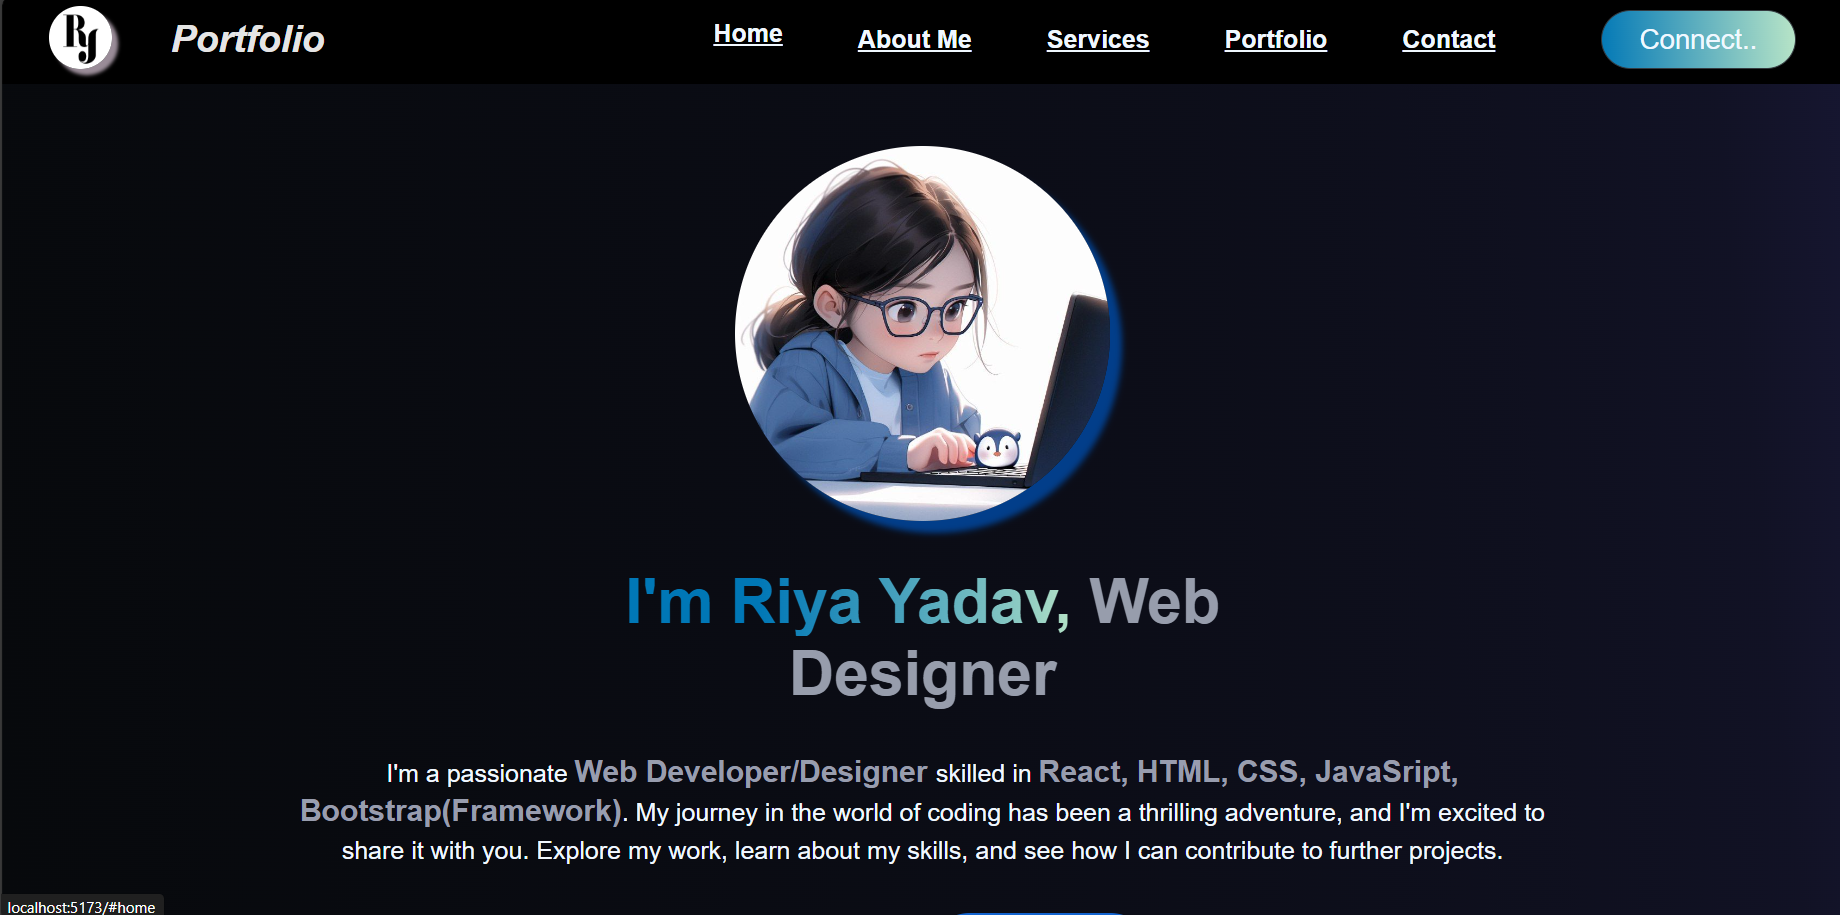 RJ
Portfolio
Home
About Me
Services
Portfolio
Contact
Connect..
I'm Riya Yadav, Web
Designer
I'm a passionate Web Developer/Designer skilled in React, HTML, CSS, JavaSript,
Bootstrap(Framework). My journey in the world of coding has been a thrilling adventure, and I'm excited to
share it with you. Explore my work, learn about my skills, and see how I can contribute to further projects.
localhost:5173/#home